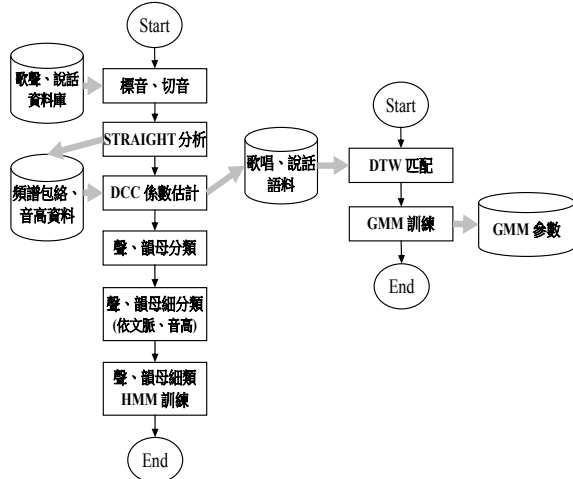 Start
歌聲、說話
資料庫
標音、切音
STRAIGHT 分析
頻譜包絡、
音高資料
DCC 係數估計
聲、韻母分類
聲、韻母細分類
(依文脈、音高)
聲、韻母細類
HMM 訓練
End
Start
歌唱、說話
語料
DTW 匹配
GMM 訓練
GMM 參數
End